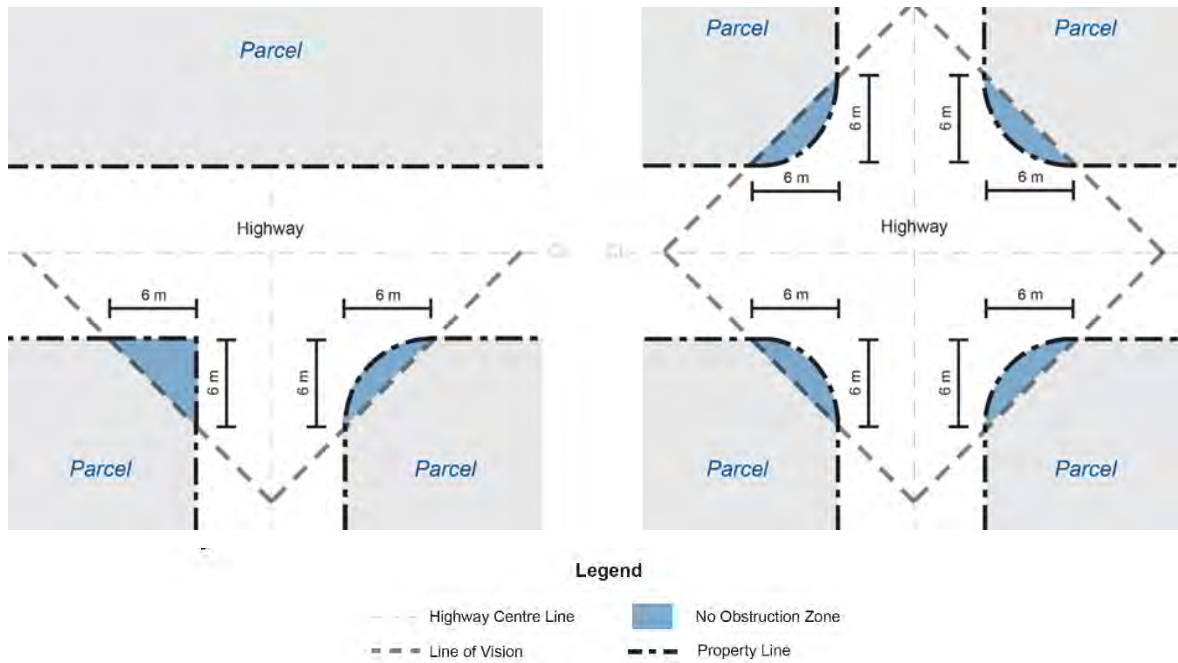 Parcel
Highway
6 m
6 m
6 m
6 m
Parcel
Parcel
Parcel
Parcel
6 m
6 m
6 m
6 m
Highway
6 m
6 m
6 m
6 m
Parcel
Parcel
Legend
Highway Centre Line
No Obstruction Zone
Line of Vision
Property Line